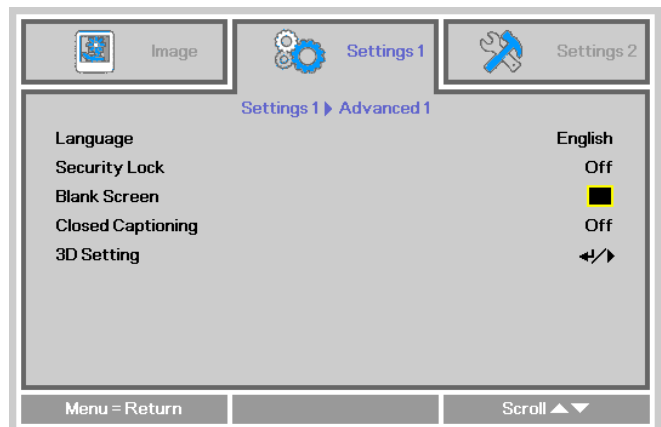 Image Settings 1 Settings 2
Settings 1 ▶ Advanced 1
Language English
Security Lock Off
Blank Screen
Closed Captioning Off
3D Setting ↵/▶
Menu = Return Scroll ▲▼